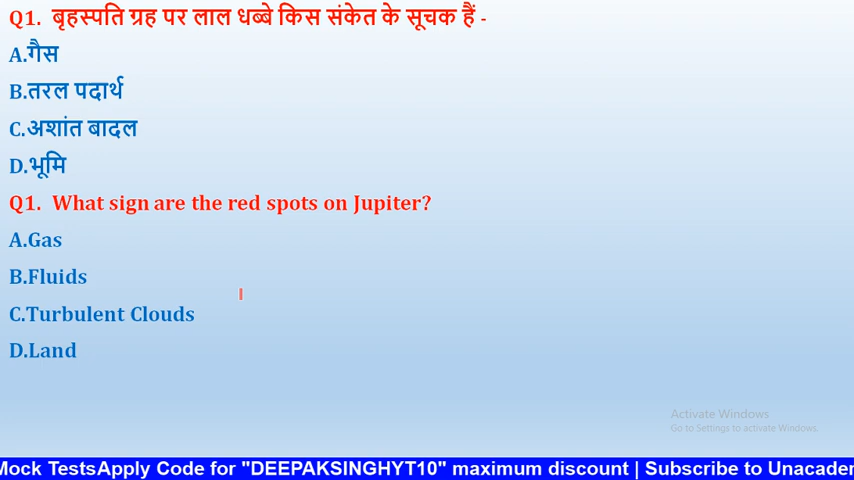 Q1. बृहस्पति ग्रह पर लाल धब्बे किस संकेत के सूचक हैं -
A.गैस
B.तरल पदार्थ
C.अशांत बादल
D.भूमि
Q1. What sign are the red spots on Jupiter?
A.Gas
B.Fluids
C.Turbulent Clouds
D.Land
Activate Windows
Go to Settings to activate Windows.
Mock TestsApply Code for "DEEPAKSINGHYT10" maximum discount | Subscribe to Unacader